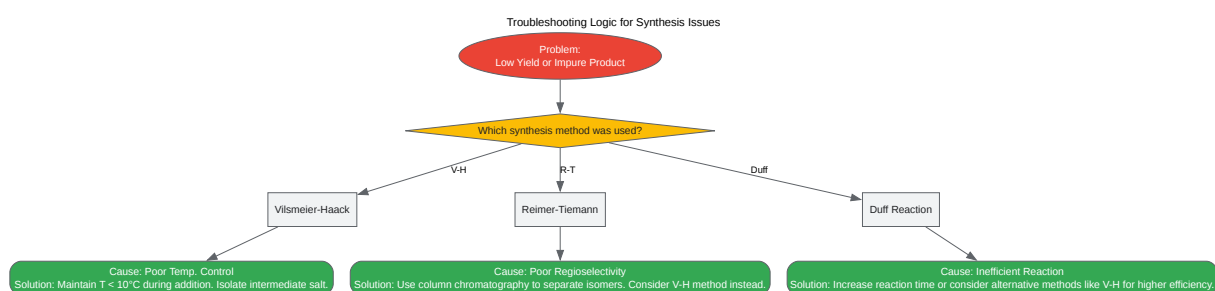 Troubleshooting Logic for Synthesis Issues
Problem:
Low Yield or Impure Product
Which synthesis method was used?
V-H
R-T
Duff
Vilsmeier-Haack
Reimer-Tiemann
Duff Reaction
Cause: Poor Temp. Control
Solution: Maintain T < 10°C during addition. Isolate intermediate salt.
Cause: Poor Regioselectivity
Solution: Use column chromatography to separate isomers. Consider V-H method instead.
Cause: Inefficient Reaction
Solution: Increase reaction time or consider alternative methods like V-H for higher efficiency.